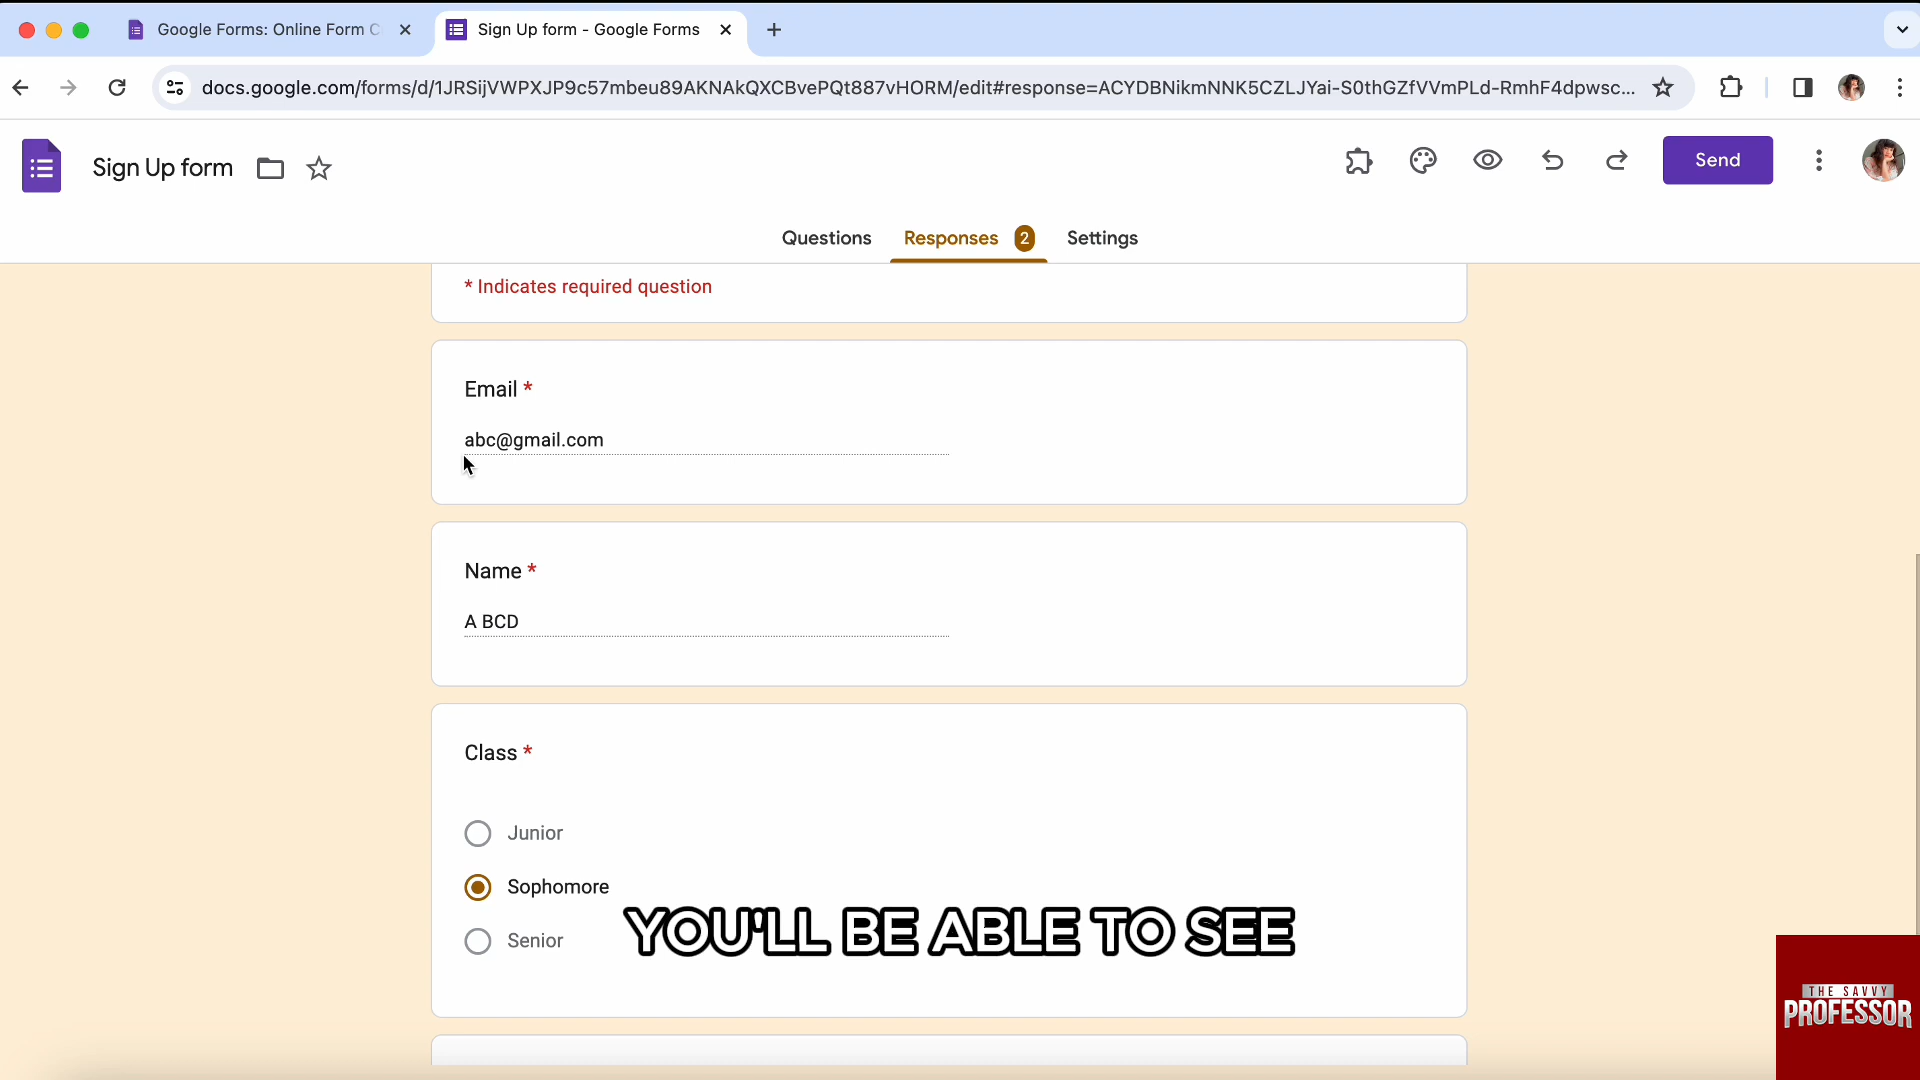 Google Forms: Online Form C
Sign Up form - Google Forms
docs.google.com/forms/d/1JRSijVWPXJP9c57mbeu89AKNAkQXCBvePQt887vHORM/edit#response=ACYDBNikmNNK5CZLJYai-S0thGZfVVmPLd-RmhF4dpwsc...
Sign Up form
Send
Questions
Responses 2
Settings
* Indicates required question
Email *
abc@gmail.com
Name *
A BCD
Class *
Junior
Sophomore
Senior
YOU'LL BE ABLE TO SEE
THE SAVVY
PROFESSOR